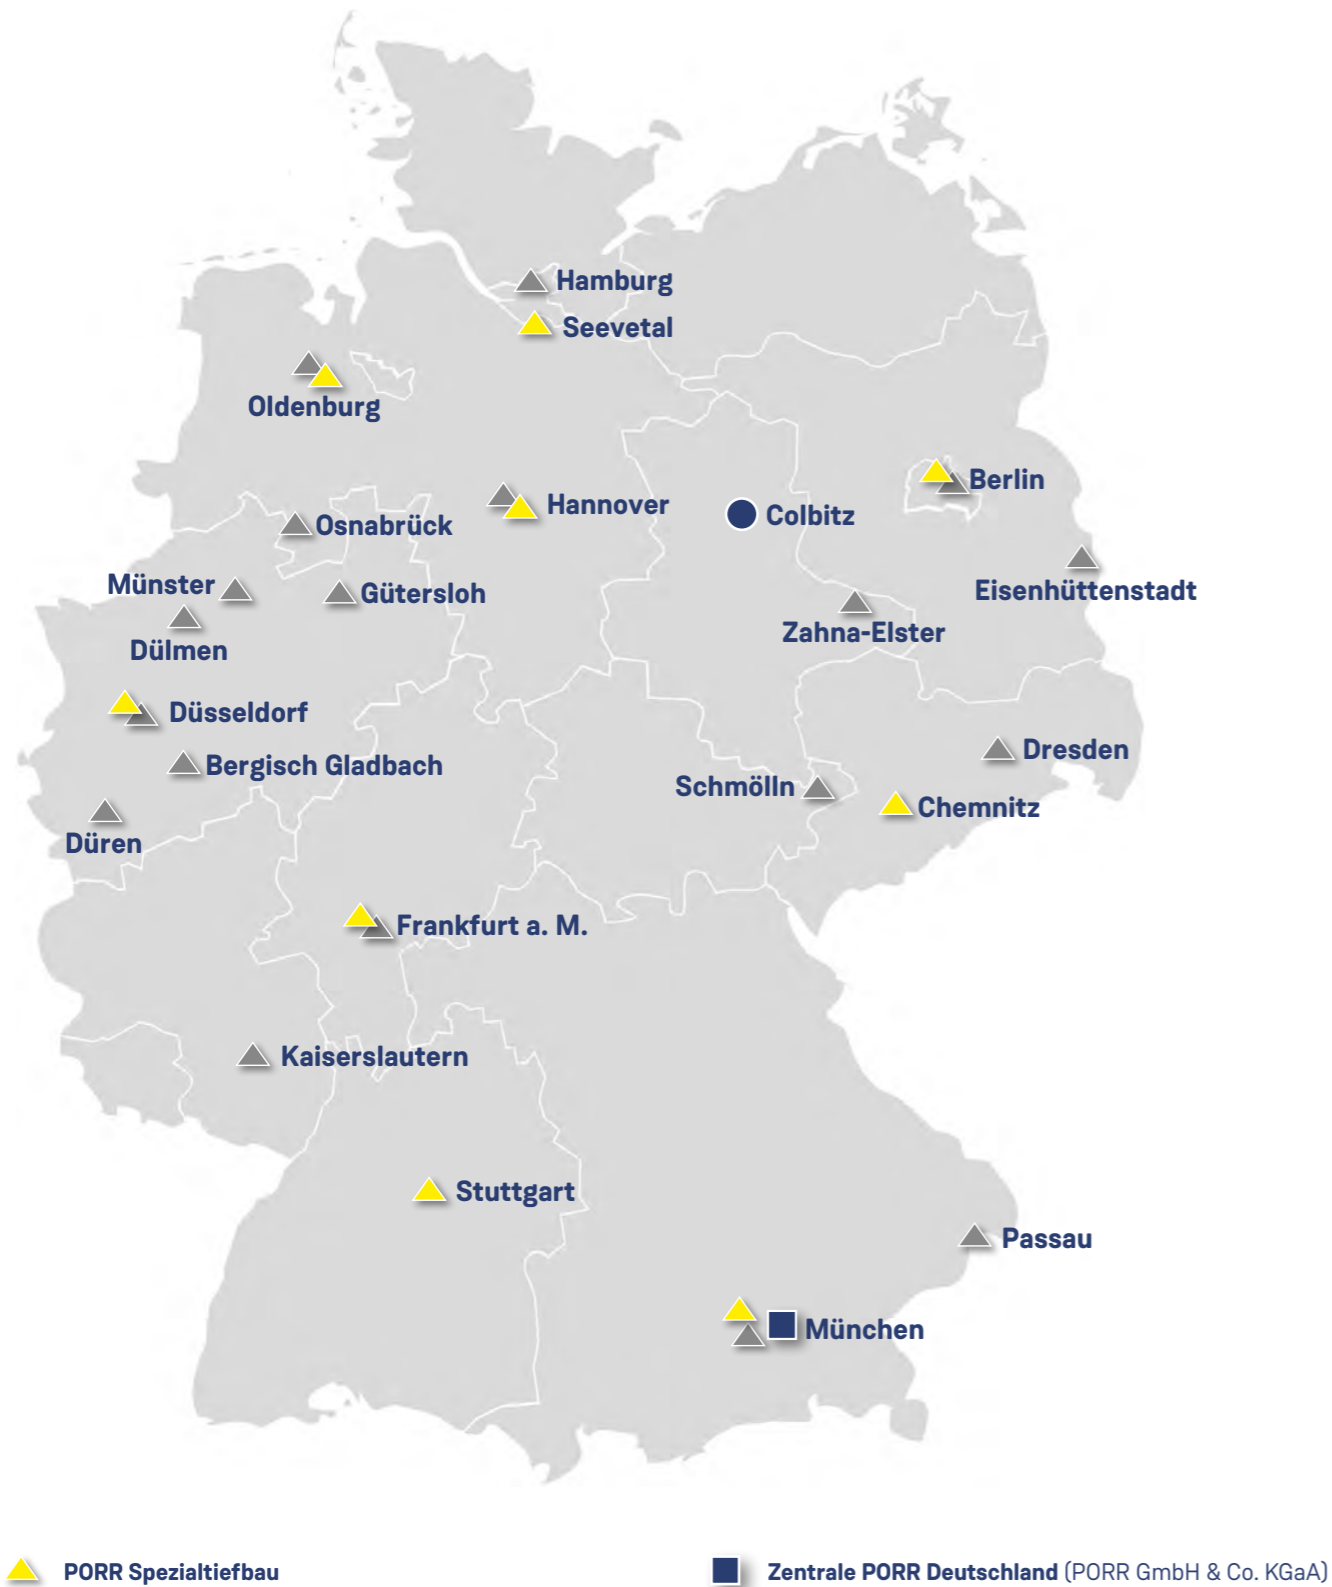 Hamburg
Seevetal
Oldenburg
Berlin
Hannover
Colbitz
Osnabrück
Eisenhüttenstadt
Münster
Gütersloh
Zahna-Elster
Dülmen
Düsseldorf
Dresden
Bergisch Gladbach
Schmölln
Chemnitz
Düren
Frankfurt a. M.
Kaiserslautern
Stuttgart
Passau
München
PORR Spezialtiefbau
Zentrale PORR Deutschland (PORR GmbH & Co. KGaA)